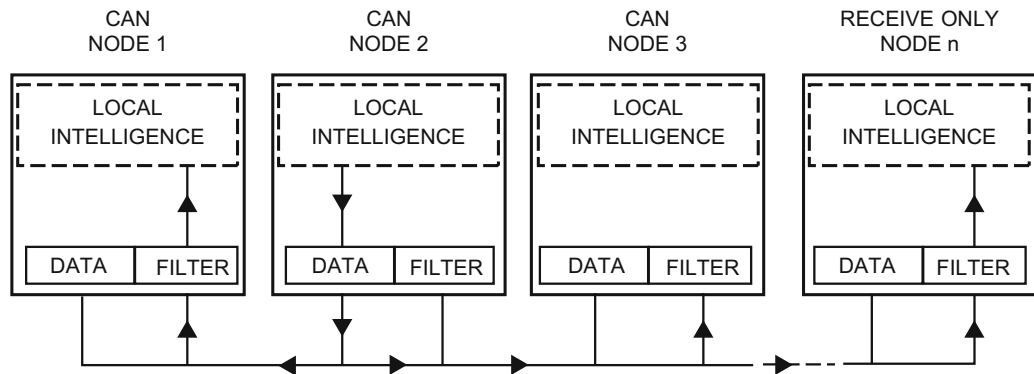 CAN
NODE 1
CAN
NODE 2
CAN
NODE 3
RECEIVE ONLY
NODE n
LOCAL
INTELLIGENCE
LOCAL
INTELLIGENCE
LOCAL
INTELLIGENCE
LOCAL
INTELLIGENCE
DATA
FILTER
DATA
FILTER
DATA
FILTER
DATA
FILTER